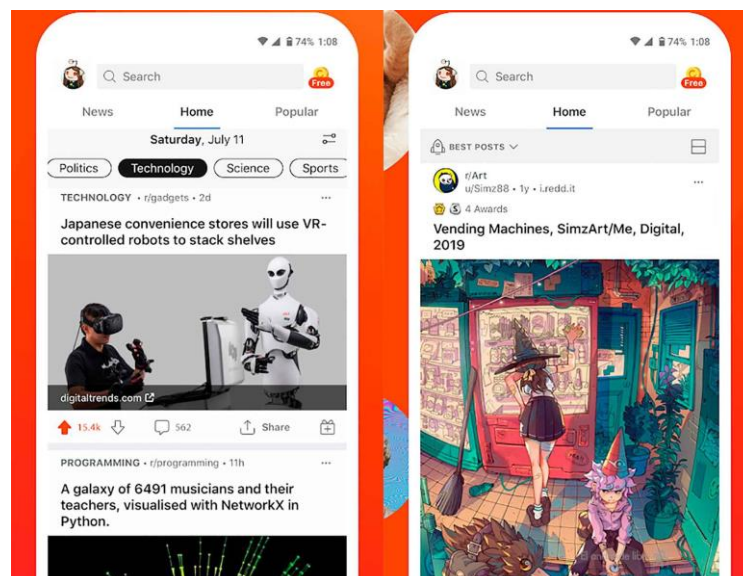 74% 1:08
Search
Free
News Home Popular
Saturday, July 11
Politics Technology Science Sports
TECHNOLOGY • r/gadgets • 2d
Japanese convenience stores will use VR-
controlled robots to stack shelves
digitaltrends.com
15.4k 562 Share
PROGRAMMING • r/programming • 11h
A galaxy of 6491 musicians and their
teachers, visualised with NetworkX in
Python.
74% 1:08
Search
Free
News Home Popular
BEST POSTS
r/Art
u/Simz88 • 1y • i.redd.it
4 Awards
Vending Machines, SimzArt/Me, Digital,
2019